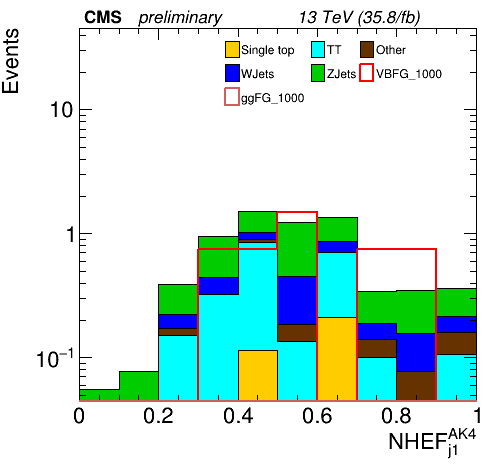 CMS preliminary 13 TeV (35.8/fb)
Events
Single top TT Other
WJets ZJets VBFG_1000
ggFG_1000
10
1
10⁻¹
0 0.2 0.4 0.6 0.8 1
NHEF^AK4_j1